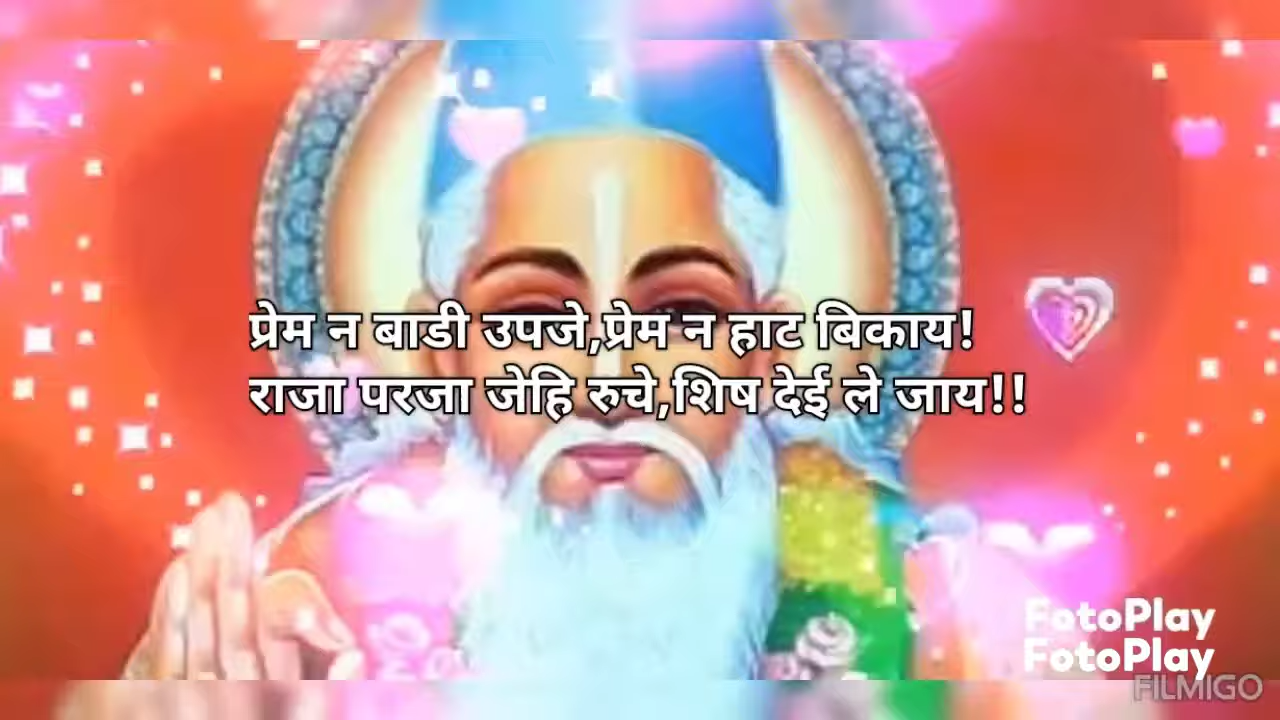 प्रेम न बाडी उपजे,प्रेम न हाट बिकाय!
राजा परजा जेहि रुचे,शिष देई ले जाय!!
FotoPlay
FotoPlay
FILMIGO